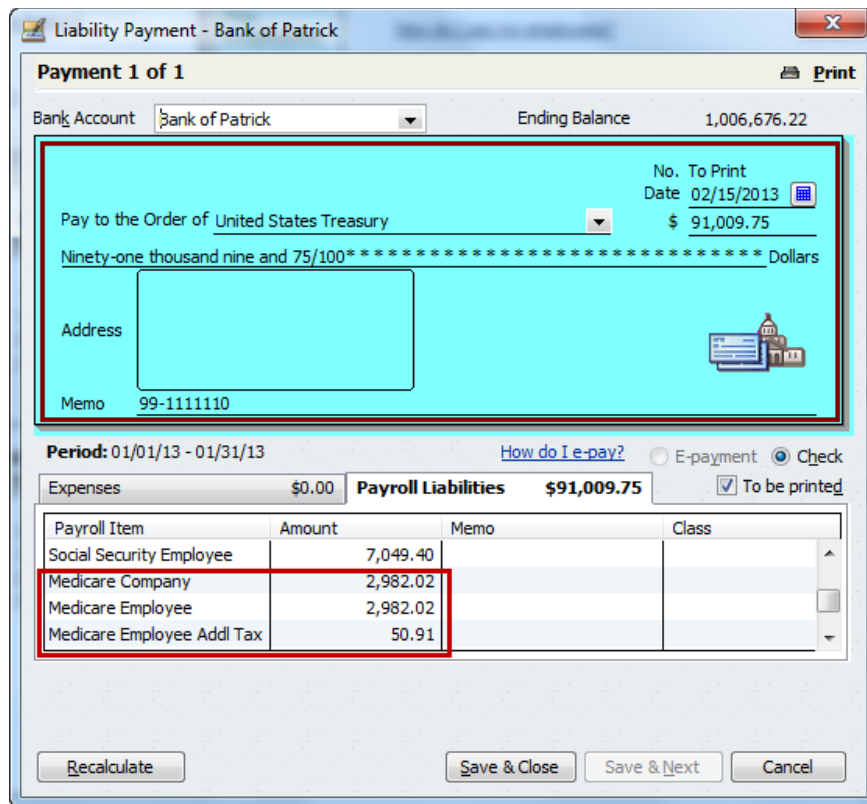 Liability Payment - Bank of Patrick
Payment 1 of 1 Print
Bank Account Bank of Patrick Ending Balance 1,006,676.22
No. To Print
Date 02/15/2013
Pay to the Order of United States Treasury $ 91,009.75
Ninety-one thousand nine and 75/100* * * * * * * * * * * * * * * * * * * * * * * * * * * * * * Dollars
Address
Memo 99-1111110
Period: 01/01/13 - 01/31/13 How do I e-pay? E-payment Check
Expenses $0.00 Payroll Liabilities $91,009.75 To be printed
Payroll Item Amount Memo Class
Social Security Employee 7,049.40
Medicare Company 2,982.02
Medicare Employee 2,982.02
Medicare Employee Addl Tax 50.91
Recalculate Save & Close Save & Next Cancel